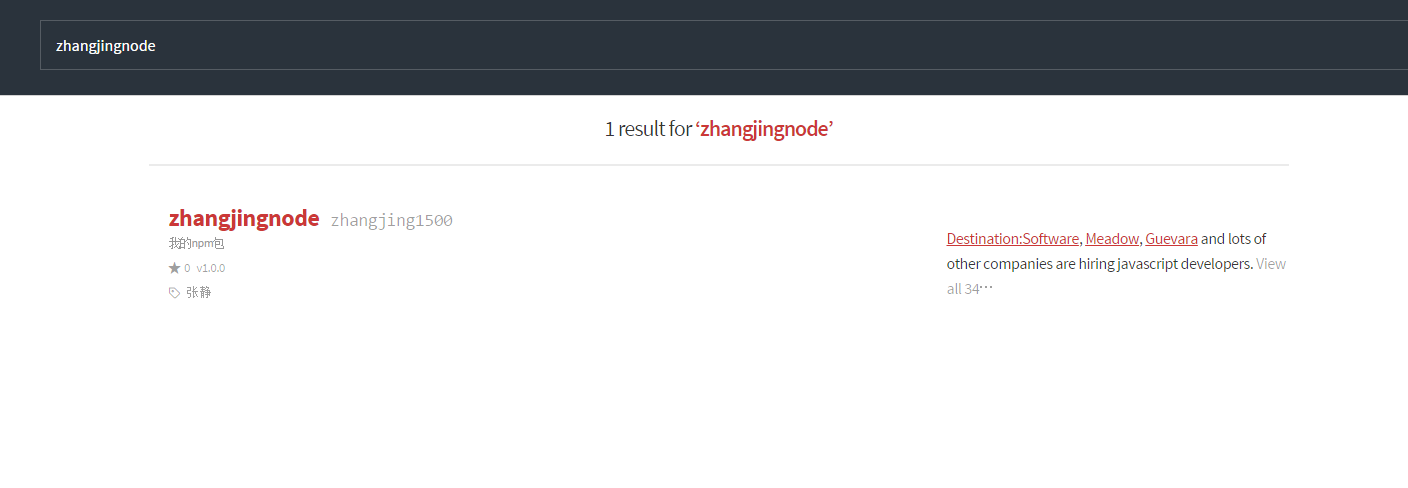 zhangjingnode
1 result for ‘zhangjingnode’
zhangjingnode zhangjing1500
我的npm包
0 v1.0.0
张静
Destination:Software, Meadow, Guevara and lots of
other companies are hiring javascript developers. View
all 34…